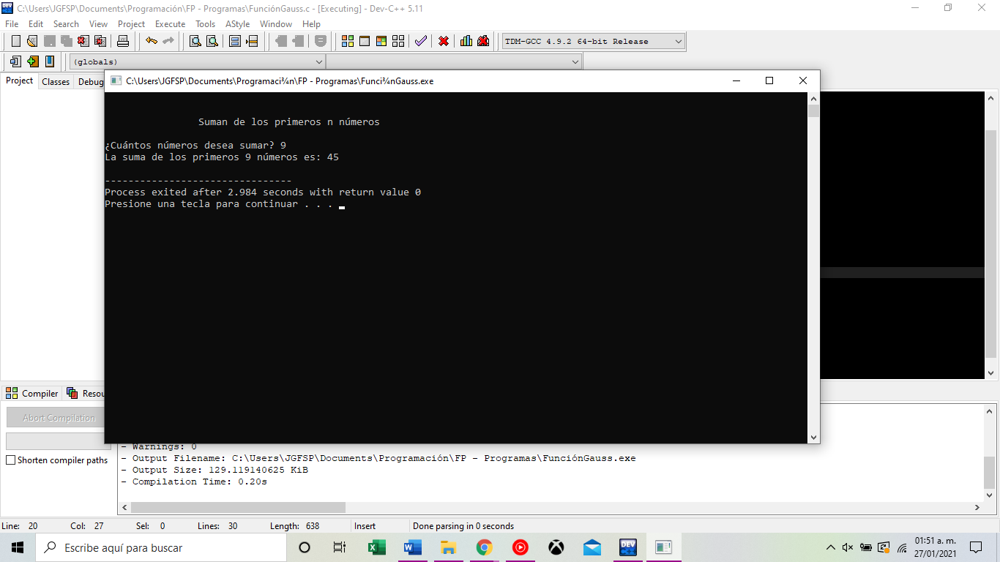 C:\Users\JGFSP\Documents\Programación\FP - Programas\FunciónGauss.c - [Executing] - Dev-C++ 5.11
File Edit Search View Project Execute Tools AStyle Window Help
TDM-GCC 4.9.2 64-bit Release
(globals)
Project Classes Debug
C:\Users\JGFSP\Documents\Programaci¾n\FP - Programas\Funci¾nGauss.exe
Suman de los primeros n números
¿Cuántos números desea sumar? 9
La suma de los primeros 9 números es: 45
--------------------------------
Process exited after 2.984 seconds with return value 0
Presione una tecla para continuar . . .
Compiler Resou
Abort Compilation
Shorten compiler paths
- Warnings: 0
- Output Filename: C:\Users\JGFSP\Documents\Programación\FP - Programas\FunciónGauss.exe
- Output Size: 129.119140625 KiB
- Compilation Time: 0.20s
Line: 20 Col: 27 Sel: 0 Lines: 30 Length: 638 Insert Done parsing in 0 seconds
Escribe aquí para buscar
DEV
01:51 a. m.
27/01/2021